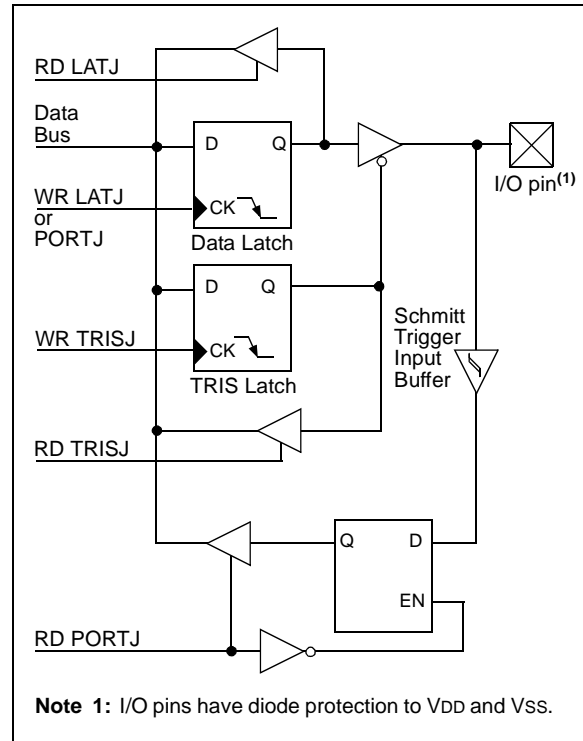 RD LATJ
Data
Bus
D Q
WR LATJ
or
PORTJ
CK
Data Latch
I/O pin(1)
D Q
WR TRISJ
CK
TRIS Latch
Schmitt
Trigger
Input
Buffer
RD TRISJ
Q D
EN
RD PORTJ
Note 1: I/O pins have diode protection to VDD and VSS.